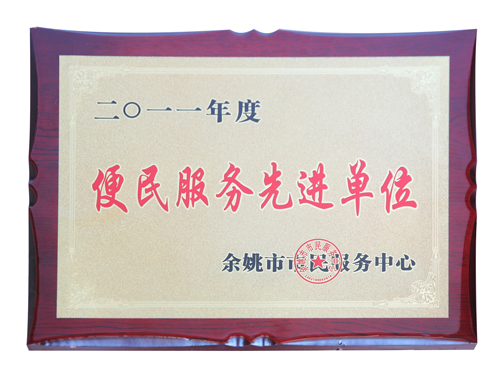 二〇一一年度
便民服务先进单位
余姚市市民服务中心